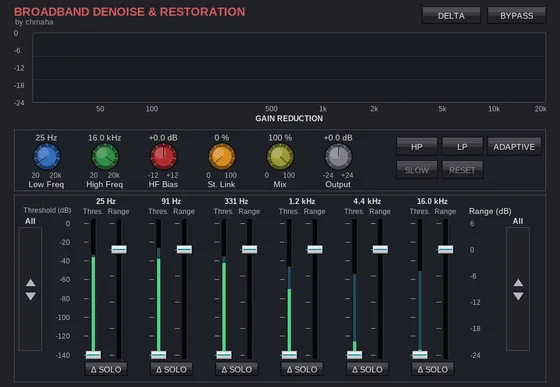 BROADBAND DENOISE & RESTORATION
by chmaha
DELTA
BYPASS
0
-6
-12
-18
-24
50 100 500 1k 2k 5k 10k 20k
GAIN REDUCTION
25 Hz 16.0 kHz +0.0 dB 0 % 100 % +0.0 dB
20 20k 20 20k -12 +12 0 100 0 100 -24 +24
Low Freq High Freq HF Bias St. Link Mix Output
HP LP ADAPTIVE
SLOW RESET
Threshold (dB)
All
25 Hz 91 Hz 331 Hz 1.2 kHz 4.4 kHz 16.0 kHz
Thres. Range Thres. Range Thres. Range Thres. Range Thres. Range Thres. Range
Range (dB)
All
0
-20
-40
-60
-80
-100
-120
-140
6
0
-6
-12
-18
-24
Δ SOLO Δ SOLO Δ SOLO Δ SOLO Δ SOLO Δ SOLO